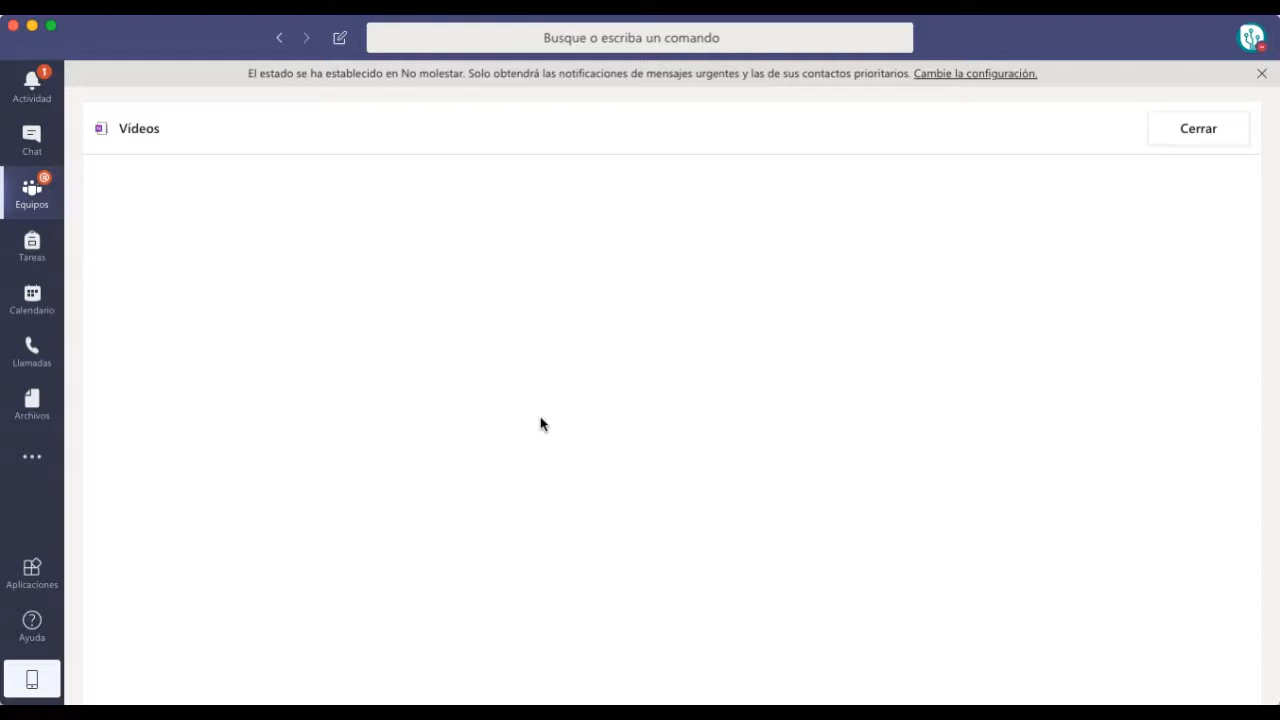 Busque o escriba un comando
El estado se ha establecido en No molestar. Solo obtendrá las notificaciones de mensajes urgentes y las de sus contactos prioritarios. Cambie la configuración.
1
Actividad
Chat
Equipos
Tareas
Calendario
Llamadas
Archivos
Aplicaciones
Ayuda
Vídeos
Cerrar